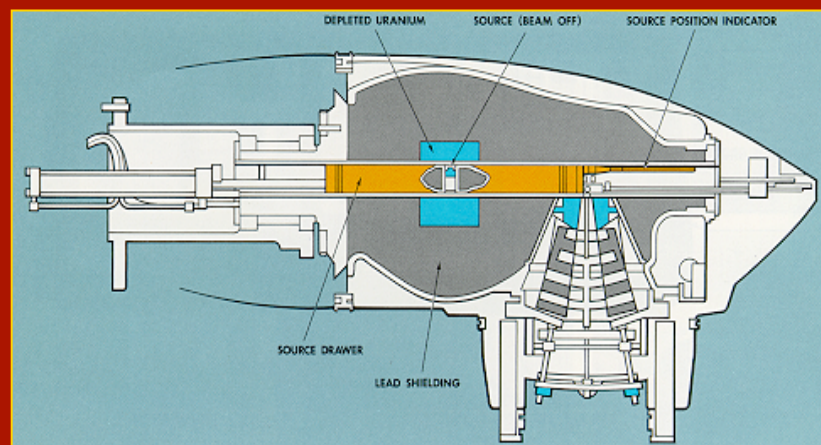 DEPLETED URANIUM
SOURCE (BEAM OFF)
SOURCE POSITION INDICATOR
SOURCE DRAWER
LEAD SHIELDING